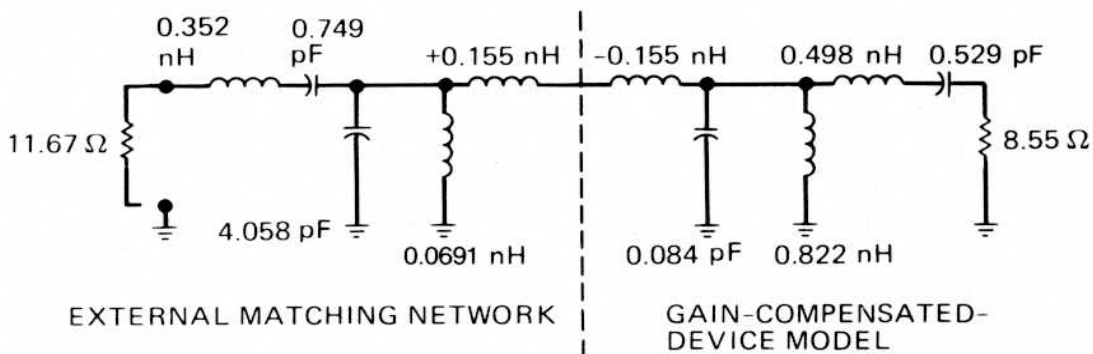 0.352
nH
0.749
pF
+0.155 nH
-0.155 nH
0.498 nH
0.529 pF
11.67 Ω
8.55 Ω
4.058 pF
0.0691 nH
0.084 pF
0.822 nH
EXTERNAL MATCHING NETWORK
GAIN-COMPENSATED-
DEVICE MODEL